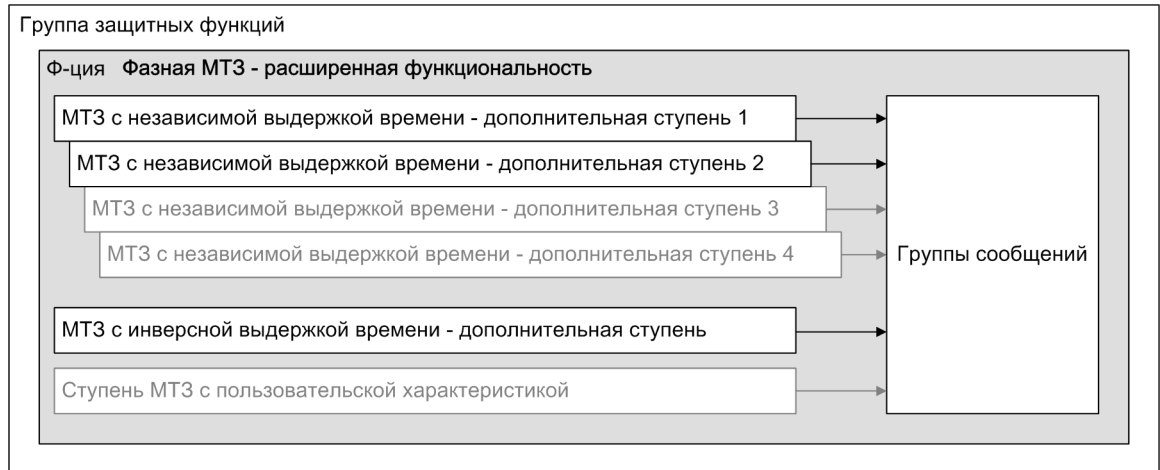 Группа защитных функций
Ф-ция Фазная МТЗ - расширенная функциональность
МТЗ с независимой выдержкой времени - дополнительная ступень 1
МТЗ с независимой выдержкой времени - дополнительная ступень 2
МТЗ с независимой выдержкой времени - дополнительная ступень 3
МТЗ с независимой выдержкой времени - дополнительная ступень 4
Группы сообщений
МТЗ с инверсной выдержкой времени - дополнительная ступень
Ступень МТЗ с пользовательской характеристикой